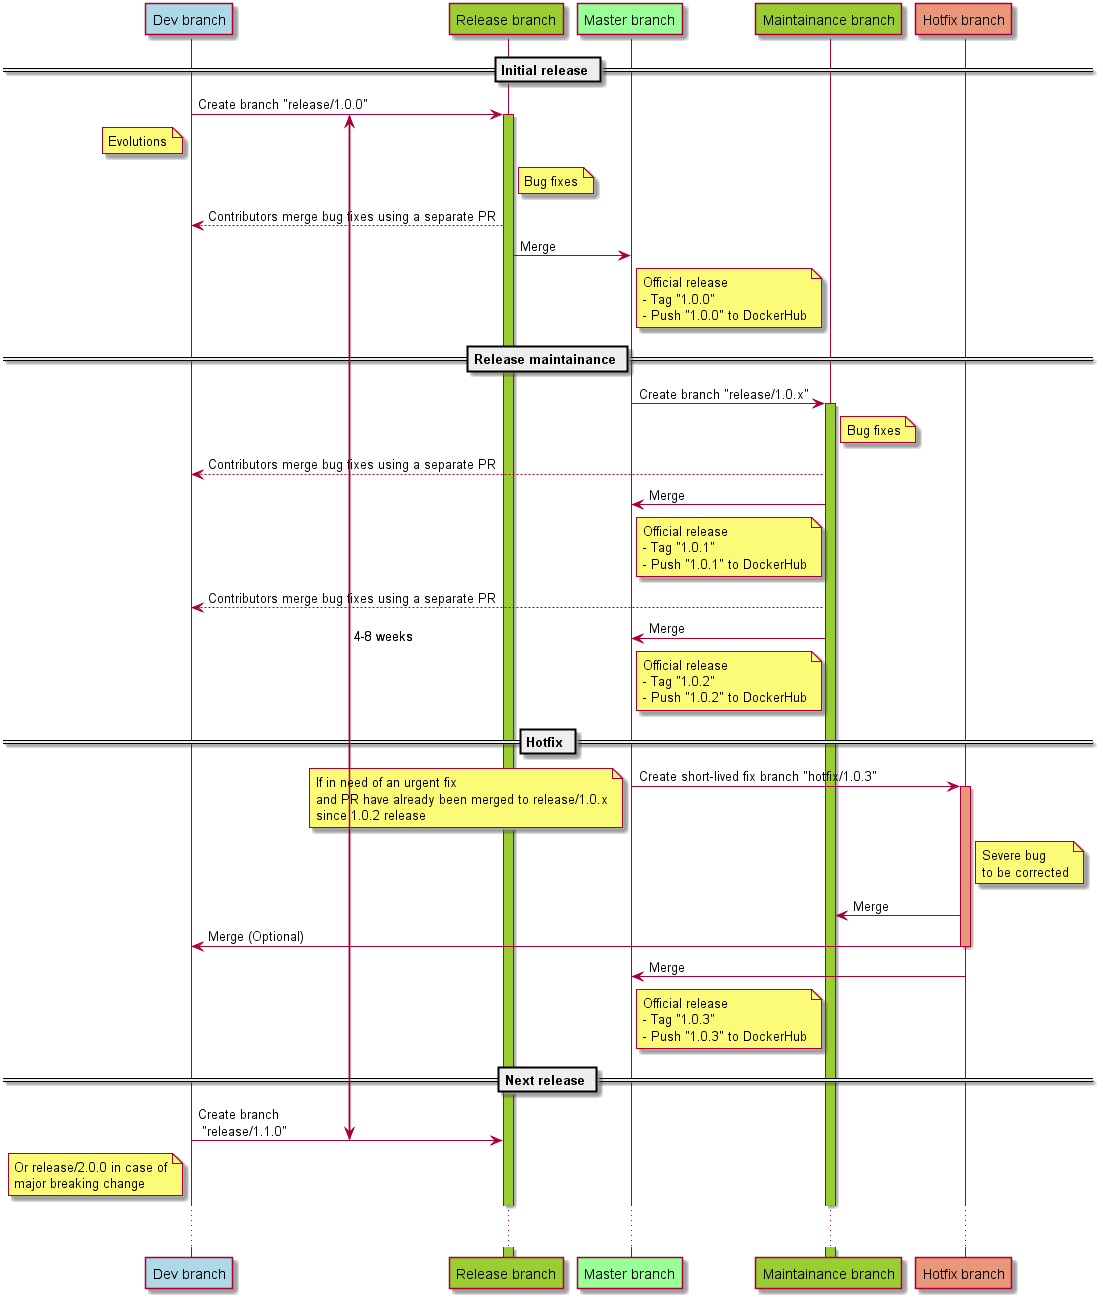 Dev branch
Release branch
Master branch
Maintainance branch
Hotfix branch
Initial release
Create branch "release/1.0.0"
Evolutions
Bug fixes
Contributors merge bug fixes using a separate PR
Merge
Official release
- Tag "1.0.0"
- Push "1.0.0" to DockerHub
Release maintainance
Create branch "release/1.0.x"
Bug fixes
Contributors merge bug fixes using a separate PR
Merge
Official release
- Tag "1.0.1"
- Push "1.0.1" to DockerHub
Contributors merge bug fixes using a separate PR
4-8 weeks
Merge
Official release
- Tag "1.0.2"
- Push "1.0.2" to DockerHub
Hotfix
If in need of an urgent fix
and PR have already been merged to release/1.0.x
since 1.0.2 release
Create short-lived fix branch "hotfix/1.0.3"
Severe bug
to be corrected
Merge
Merge (Optional)
Merge
Official release
- Tag "1.0.3"
- Push "1.0.3" to DockerHub
Next release
Create branch
"release/1.1.0"
Or release/2.0.0 in case of
major breaking change
Dev branch
Release branch
Master branch
Maintainance branch
Hotfix branch